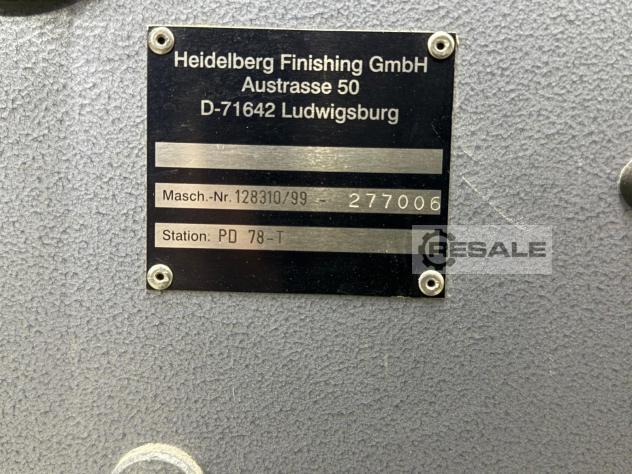 Heidelberg Finishing GmbH
Austrasse 50
D-71642 Ludwigsburg
Masch.-Nr. 128310/99 - 277006
Station: PD 78-T
RESALE